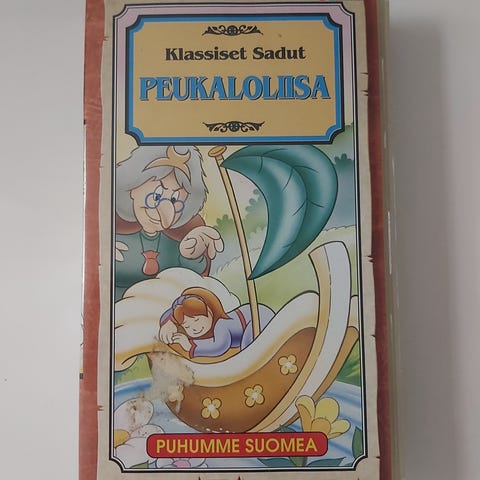 Klassiset Sadut
PEUKALOLIISA
PUHUMME SUOMEA